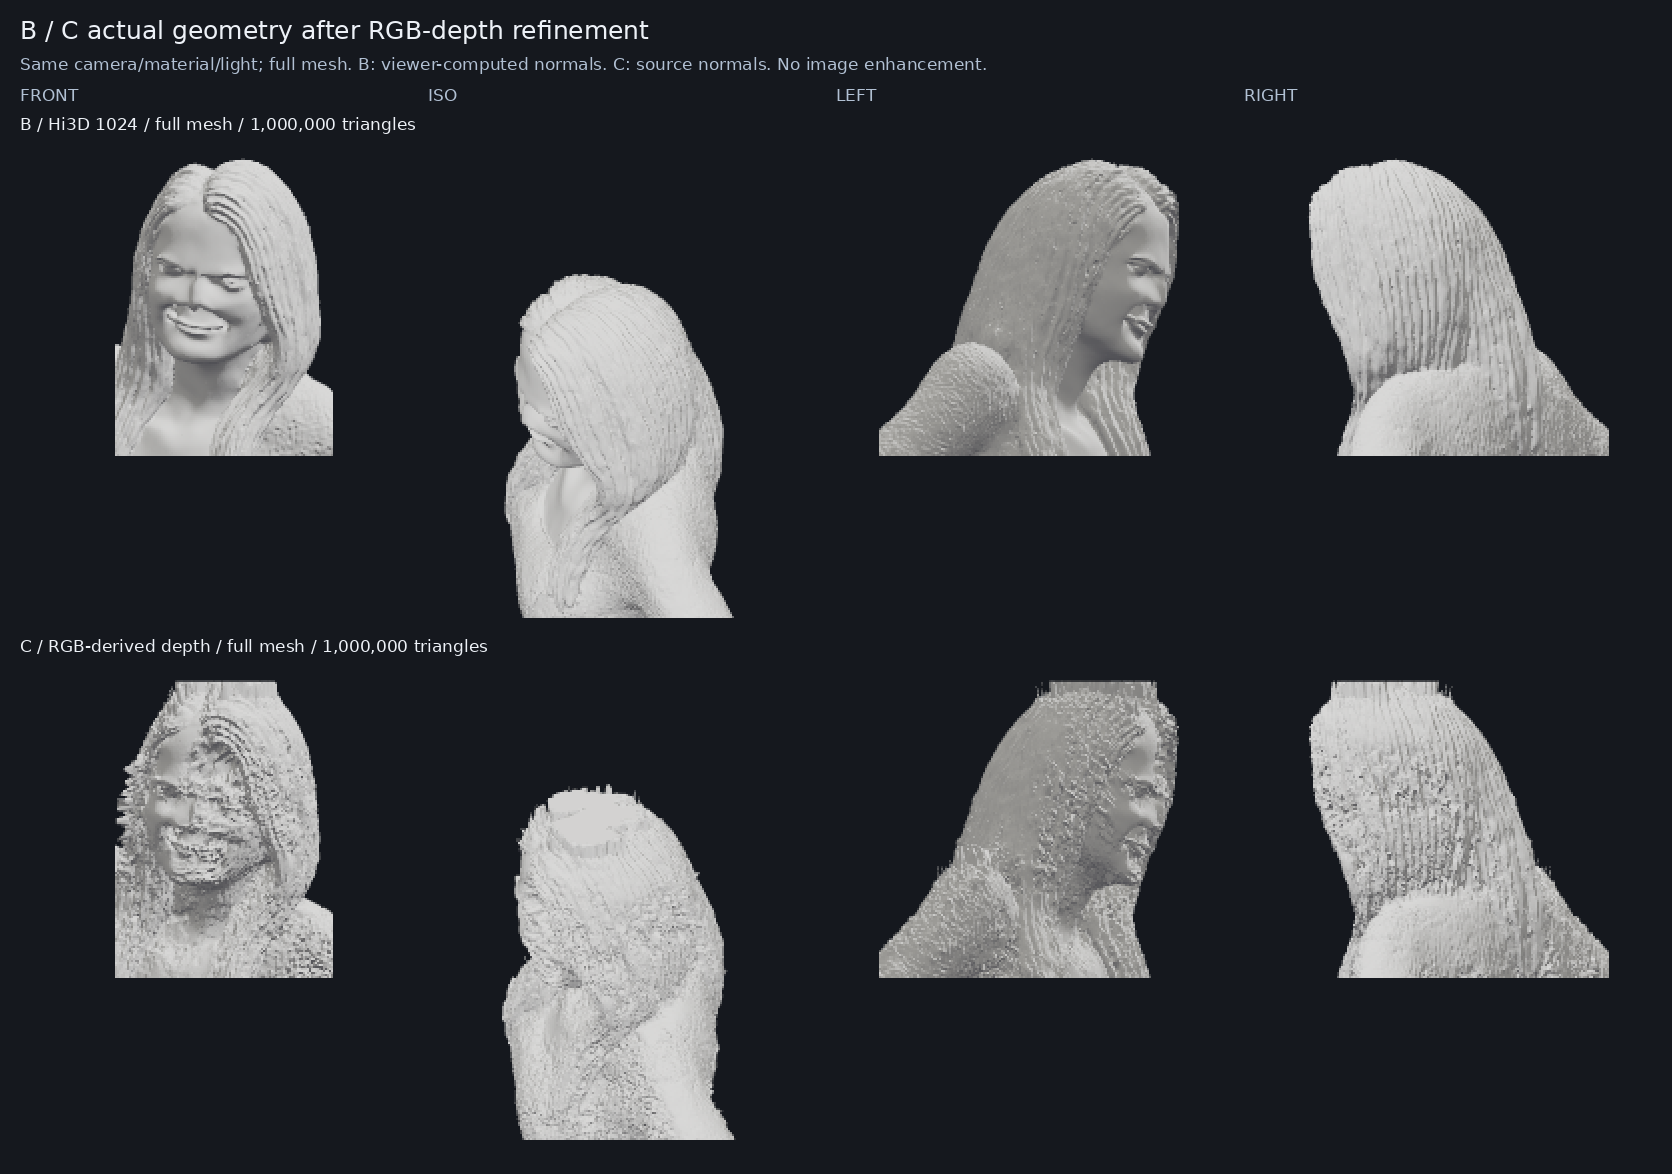 B / C actual geometry after RGB-depth refinement
Same camera/material/light; full mesh. B: viewer-computed normals. C: source normals. No image enhancement.
FRONT ISO LEFT RIGHT
B / Hi3D 1024 / full mesh / 1,000,000 triangles
C / RGB-derived depth / full mesh / 1,000,000 triangles